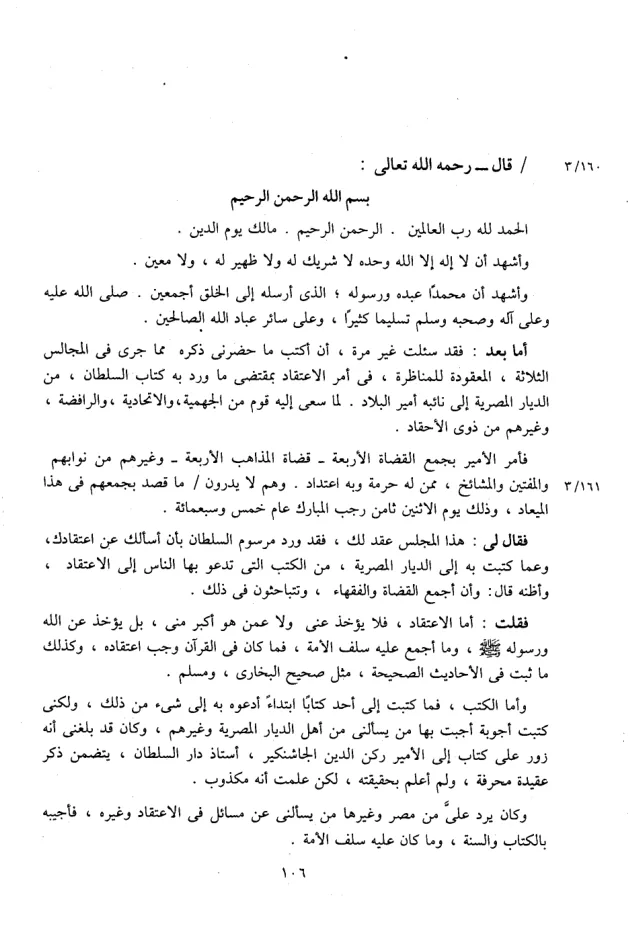 ٣/١٦٠ / قال ــ رحمه الله تعالى :
بسم الله الرحمن الرحيم
الحمد لله رب العالمين . الرحمن الرحيم . مالك يوم الدين .
وأشهد أن لا إله إلا الله وحده لا شريك له ولا ظهير له ، ولا معين .
وأشهد أن محمدًا عبده ورسوله ؛ الذى أرسله إلى الخلق أجمعين . صلى الله عليه
وعلى آله وصحبه وسلم تسليما كثيرًا ، وعلى سائر عباد الله الصالحين .
أما بعد : فقد سئلت غير مرة ، أن أكتب ما حضرنى ذكره مما جرى فى المجالس
الثلاثة ، المعقودة للمناظرة ، فى أمر الاعتقاد بمقتضى ما ورد به كتاب السلطان ، من
الديار المصرية إلى نائبه أمير البلاد . لما سعى إليه قوم من الجهمية، والاتحادية ، والرافضة ،
وغيرهم من ذوى الأحقاد .
فأمر الأمير بجمع القضاة الأربعة ـ قضاة المذاهب الأربعة ـ وغيرهم من نوابهم
٣/١٦١ والمفتين والمشائخ ، ممن له حرمة وبه اعتداد . وهم لا يدرون / ما قصد بجمعهم فى هذا
الميعاد ، وذلك يوم الاثنين ثامن رجب المبارك عام خمس وسبعمائة .
فقال لى : هذا المجلس عقد لك ، فقد ورد مرسوم السلطان بأن أسألك عن اعتقادك،
وعما كتبت به إلى الديار المصرية ، من الكتب التى تدعو بها الناس إلى الاعتقاد ،
وأظنه قال: وأن أجمع القضاة والفقهاء ، وتتباحثون فى ذلك .
فقلت : أما الاعتقاد ، فلا يؤخذ عنى ولا عمن هو أكبر منى ، بل يؤخذ عن الله
ورسوله ﷺ ، وما أجمع عليه سلف الأمة ، فما كان فى القرآن وجب اعتقاده ، وكذلك
ما ثبت فى الأحاديث الصحيحة ، مثل صحيح البخارى ، ومسلم .
وأما الكتب ، فما كتبت إلى أحد كتابًا ابتداءً أدعوه به إلى شىء من ذلك ، ولكنى
كتبت أجوبة أجبت بها من يسألنى من أهل الديار المصرية وغيرهم ، وكان قد بلغنى أنه
زور على كتاب إلى الأمير ركن الدين الجاشنكير ، أستاذ دار السلطان ، يتضمن ذكر
عقيدة محرفة ، ولم أعلم بحقيقته ، لكن علمت أنه مكذوب .
وكان يرد علىَّ من مصر وغيرها من يسألنى عن مسائل فى الاعتقاد وغيره ، فأجيبه
بالكتاب والسنة ، وما كان عليه سلف الأمة .
١٠٦